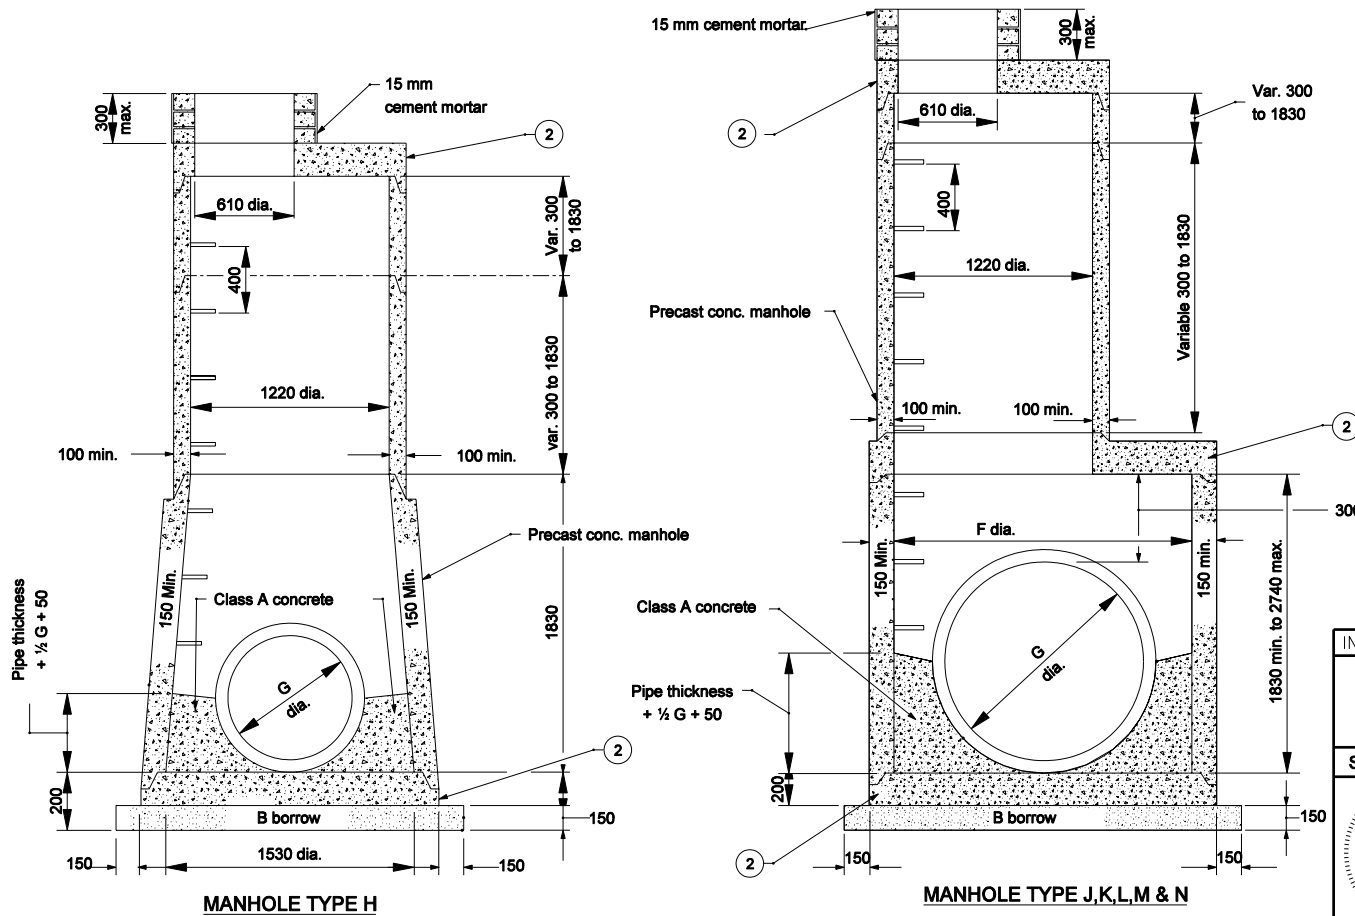 15 mm
cement mortar
300
max.
2
610 dia.
Var. 300
to 1830
400
var. 300 to 1830
1220 dia.
100 min.
100 min.
Precast conc. manhole
150 Min.
150 Min.
Class A concrete
Pipe thickness
+ ½ G + 50
1830
G
dia.
2
200
B borrow
150
150
1530 dia.
150
MANHOLE TYPE H
15 mm cement mortar
300
max.
2
610 dia.
Var. 300
to 1830
400
1220 dia.
Variable 300 to 1830
Precast conc. manhole
100 min.
100 min.
2
300
F dia.
150 Min.
150 min.
1830 min. to 2740 max.
Class A concrete
G
dia.
Pipe thickness
+ ½ G + 50
200
B borrow
150
2
150
150
MANHOLE TYPE J,K,L,M & N